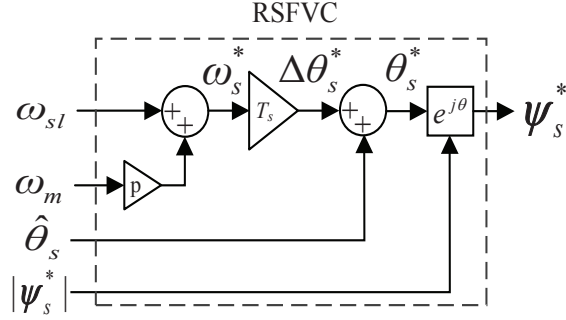 RSFVC
ω_s^* Δθ_s^* θ_s^*
ω_sl + + T_s + + e^{jθ} ψ_s^*
ω_m p
θ̂_s
|ψ_s^*|